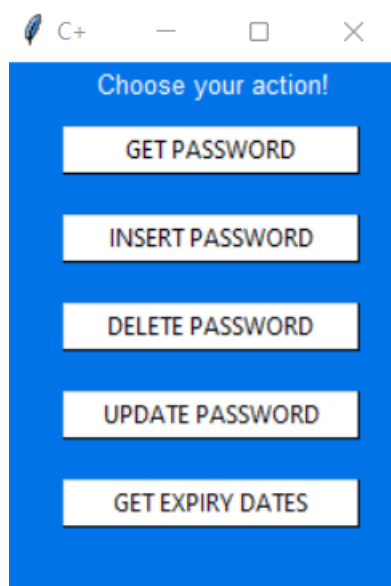 C+
Choose your action!
GET PASSWORD
INSERT PASSWORD
DELETE PASSWORD
UPDATE PASSWORD
GET EXPIRY DATES